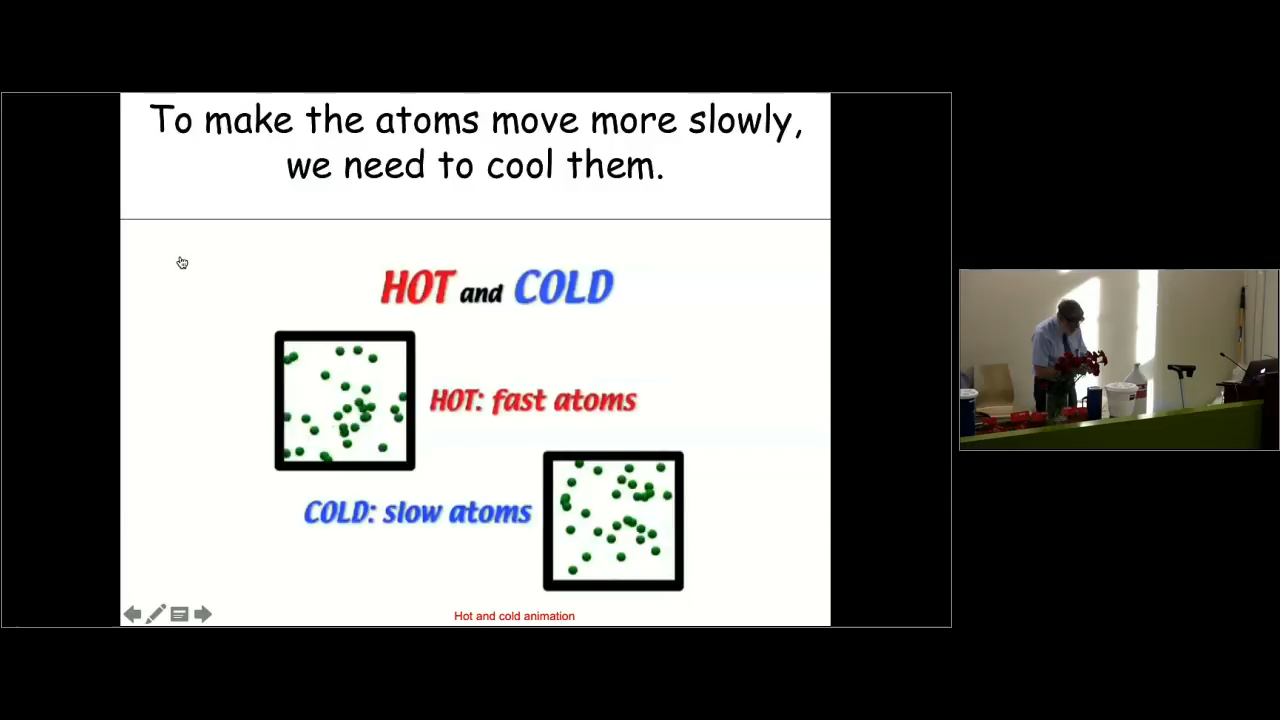 To make the atoms move more slowly,
we need to cool them.
HOT and COLD
HOT: fast atoms
COLD: slow atoms
Hot and cold animation